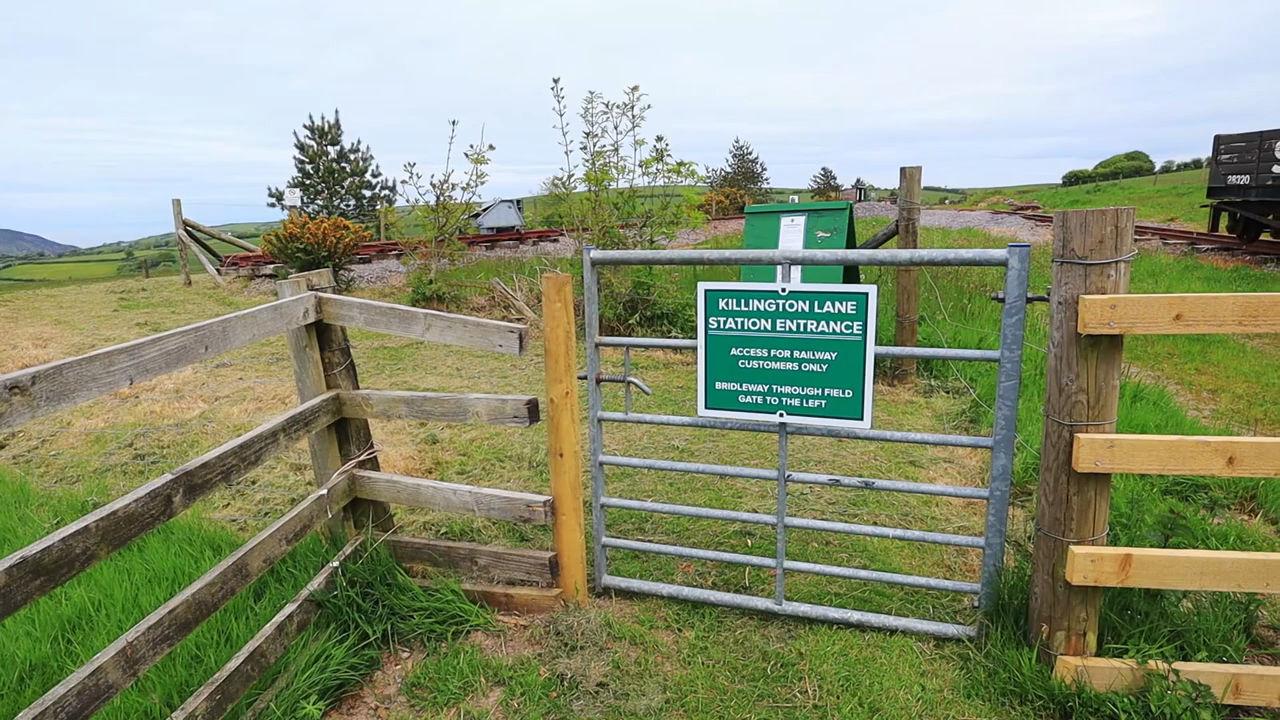 28320
KILLINGTON LANE
STATION ENTRANCE
ACCESS FOR RAILWAY
CUSTOMERS ONLY
BRIDLEWAY THROUGH FIELD
GATE TO THE LEFT